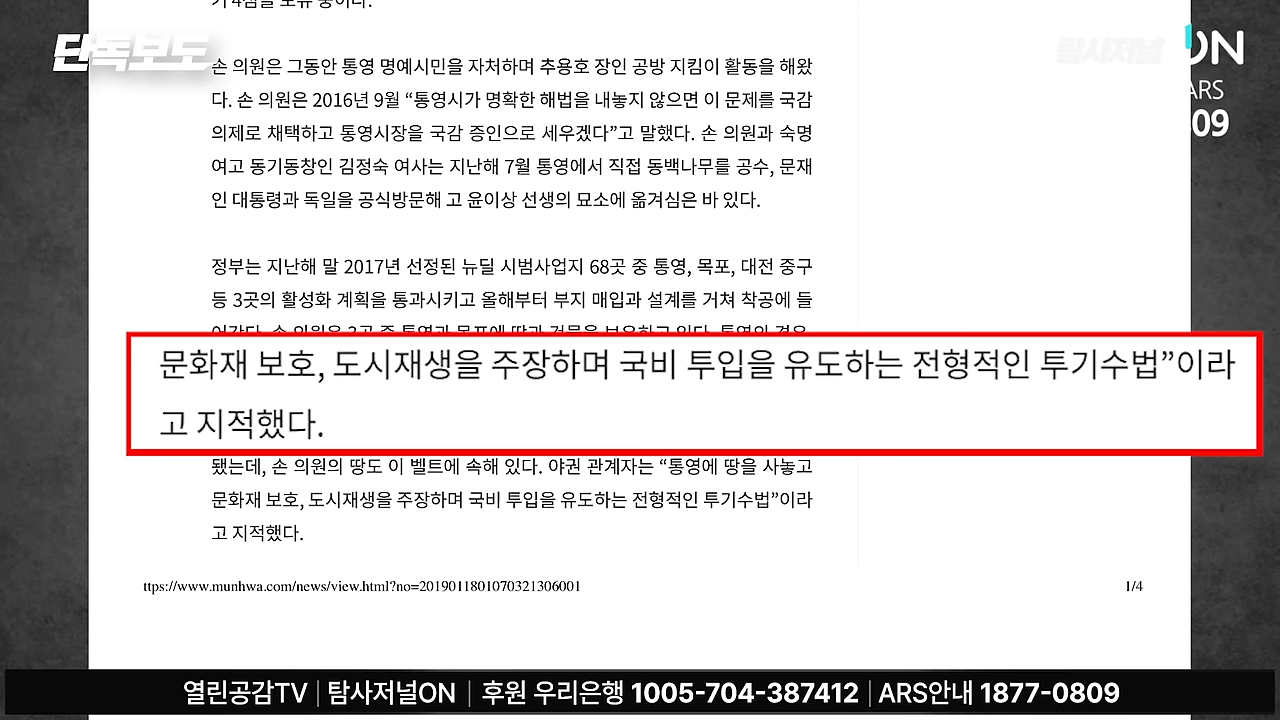 단독보도
탐사저널
ON
ARS
09
손 의원은 그동안 통영 명예시민을 자처하며 추용호 장인 공방 지킴이 활동을 해왔
다. 손 의원은 2016년 9월 “통영시가 명확한 해법을 내놓지 않으면 이 문제를 국감
의제로 채택하고 통영시장을 국감 증인으로 세우겠다”고 말했다. 손 의원과 숙명
여고 동기동창인 김정숙 여사는 지난해 7월 통영에서 직접 동백나무를 공수, 문재
인 대통령과 독일을 공식방문해 고 윤이상 선생의 묘소에 옮겨심은 바 있다.
정부는 지난해 말 2017년 선정된 뉴딜 시범사업지 68곳 중 통영, 목포, 대전 중구
등 3곳의 활성화 계획을 통과시키고 올해부터 부지 매입과 설계를 거쳐 착공에 들
문화재 보호, 도시재생을 주장하며 국비 투입을 유도하는 전형적인 투기수법”이라
고 지적했다.
됐는데, 손 의원의 땅도 이 벨트에 속해 있다. 야권 관계자는 “통영에 땅을 사놓고
문화재 보호, 도시재생을 주장하며 국비 투입을 유도하는 전형적인 투기수법”이라
고 지적했다.
ttps://www.munhwa.com/news/view.html?no=2019011801070321306001
1/4
열린공감TV | 탐사저널ON | 후원 우리은행 1005-704-387412 | ARS안내 1877-0809